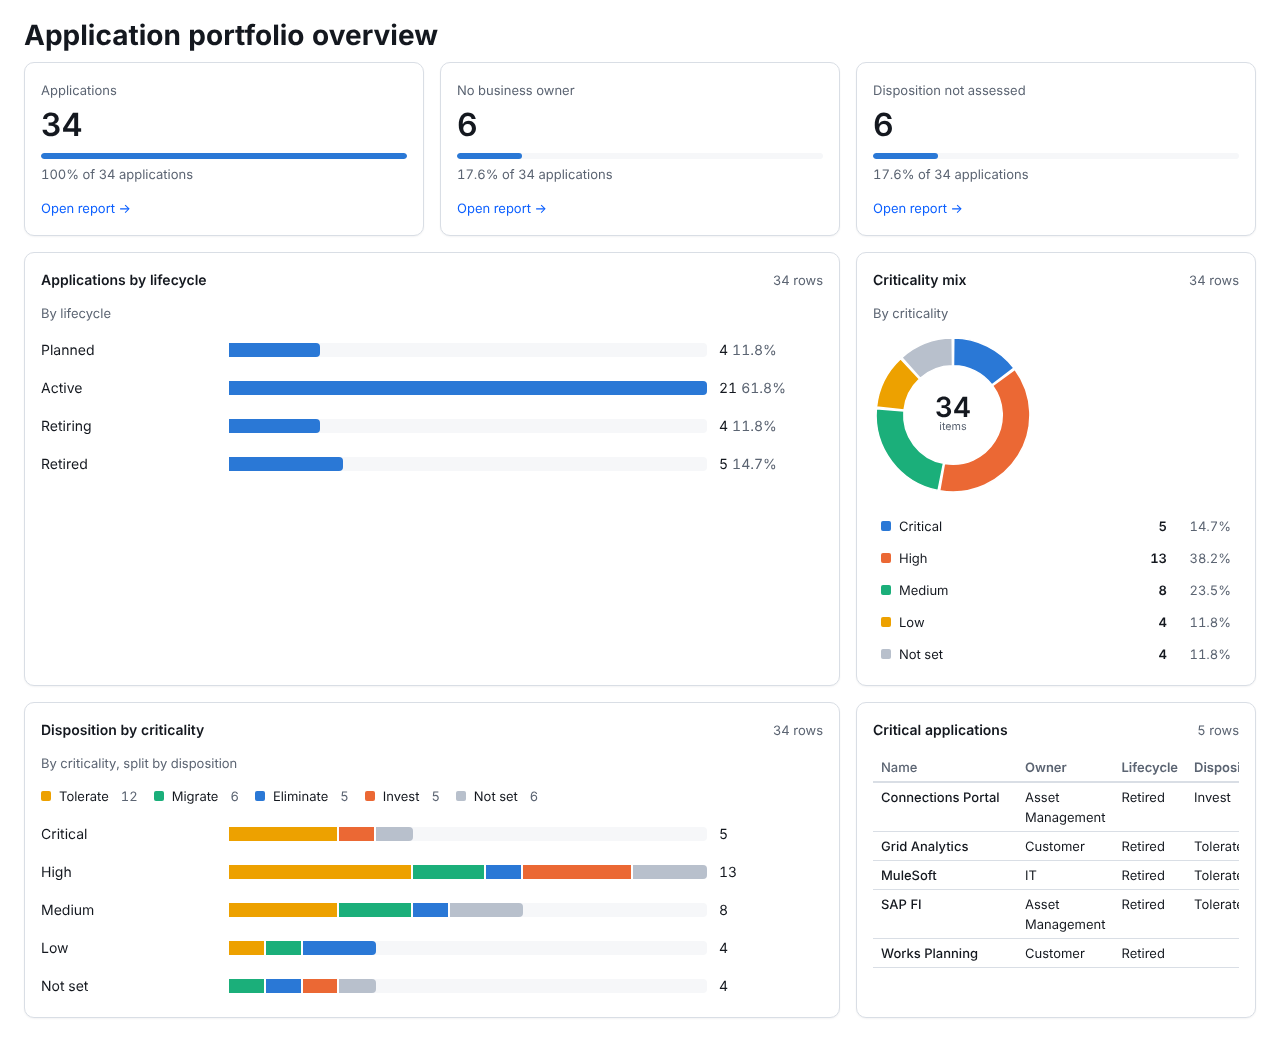 Application portfolio overview
Applications
34
100% of 34 applications
Open report →
No business owner
6
17.6% of 34 applications
Open report →
Disposition not assessed
6
17.6% of 34 applications
Open report →
Applications by lifecycle 34 rows
By lifecycle
Planned 4 11.8%
Active 21 61.8%
Retiring 4 11.8%
Retired 5 14.7%
Criticality mix 34 rows
By criticality
34
items
Critical 5 14.7%
High 13 38.2%
Medium 8 23.5%
Low 4 11.8%
Not set 4 11.8%
Disposition by criticality 34 rows
By criticality, split by disposition
Tolerate 12 Migrate 6 Eliminate 5 Invest 5 Not set 6
Critical 5
High 13
Medium 8
Low 4
Not set 4
Critical applications 5 rows
Name Owner Lifecycle Disposi
Connections Portal Asset Retired Invest
Management
Grid Analytics Customer Retired Tolerate
MuleSoft IT Retired Tolerate
SAP FI Asset Retired Tolerate
Management
Works Planning Customer Retired